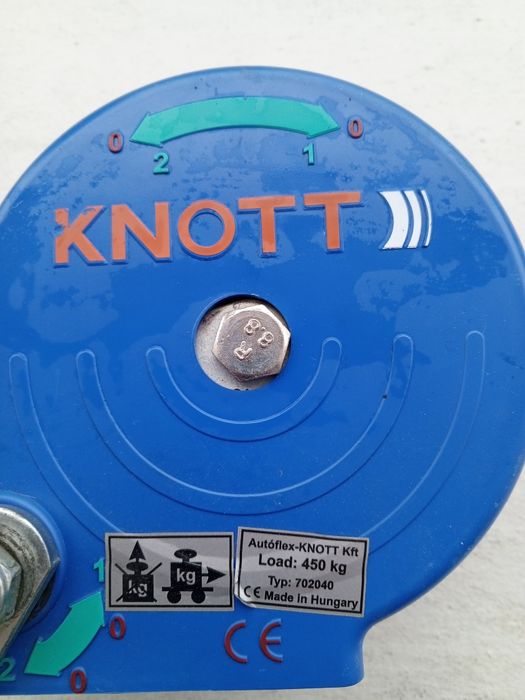 0 0
2 1
KNOTT
8.8
F
Autóflex-KNOTT Kft
Load: 450 kg
Typ: 702040
CE Made in Hungary
kg kg
1
0
2 0
CE